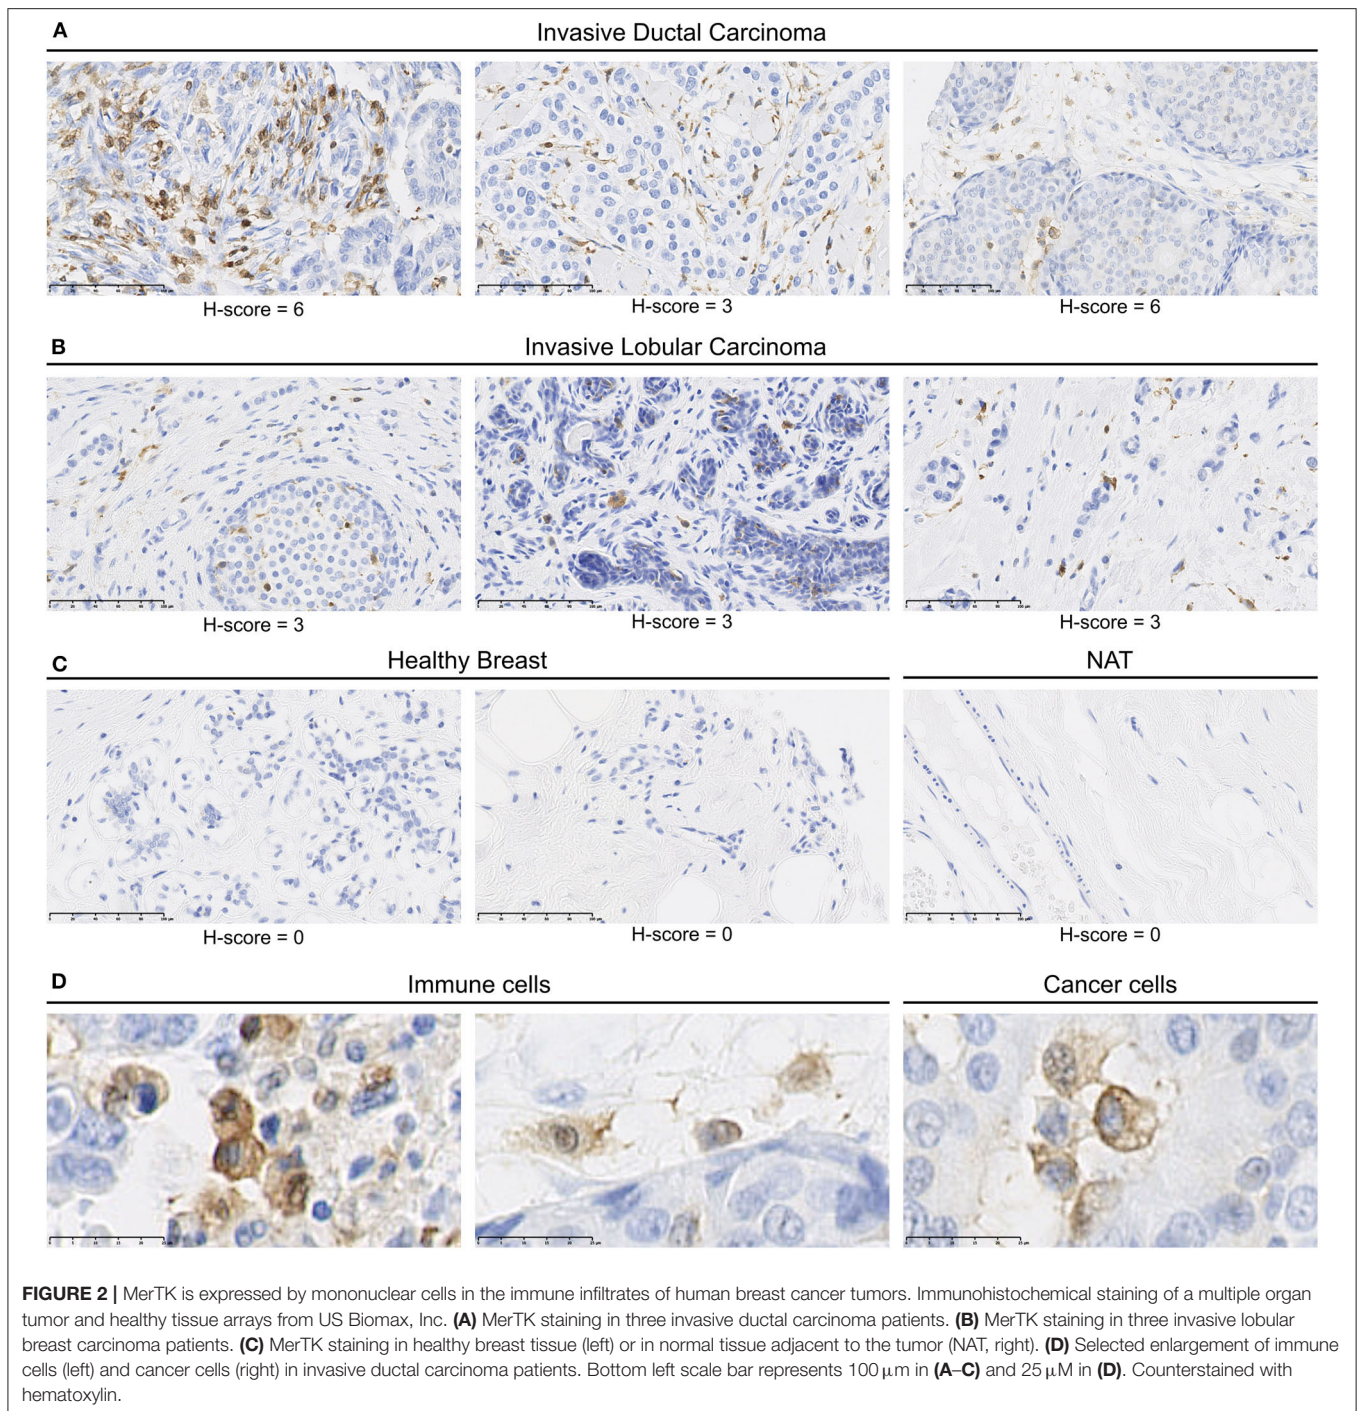 A
Invasive Ductal Carcinoma
H-score = 6
H-score = 3
H-score = 6
B
Invasive Lobular Carcinoma
H-score = 3
H-score = 3
H-score = 3
C
Healthy Breast
NAT
H-score = 0
H-score = 0
H-score = 0
D
Immune cells
Cancer cells
FIGURE 2 | MerTK is expressed by mononuclear cells in the immune infiltrates of human breast cancer tumors. Immunohistochemical staining of a multiple organ
tumor and healthy tissue arrays from US Biomax, Inc. (A) MerTK staining in three invasive ductal carcinoma patients. (B) MerTK staining in three invasive lobular
breast carcinoma patients. (C) MerTK staining in healthy breast tissue (left) or in normal tissue adjacent to the tumor (NAT, right). (D) Selected enlargement of immune
cells (left) and cancer cells (right) in invasive ductal carcinoma patients. Bottom left scale bar represents 100 μm in (A–C) and 25 μM in (D). Counterstained with
hematoxylin.